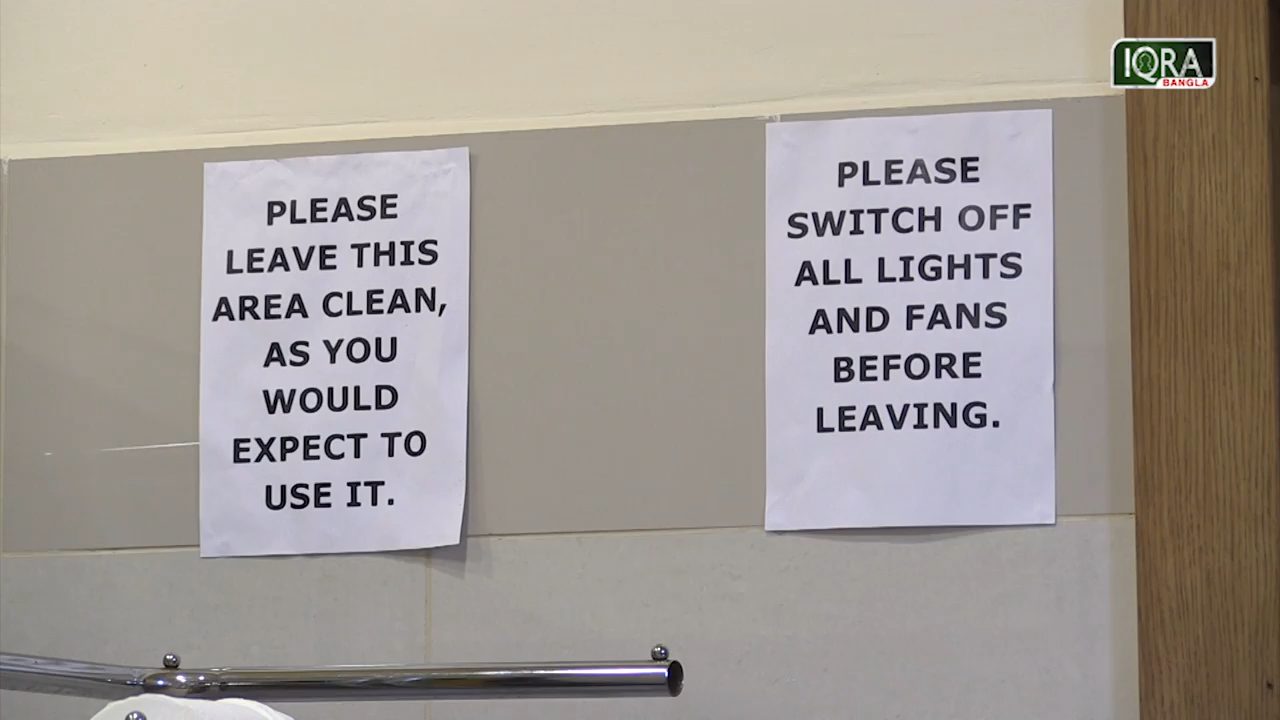 IQRA
BANGLA
PLEASE
LEAVE THIS
AREA CLEAN,
AS YOU
WOULD
EXPECT TO
USE IT.
PLEASE
SWITCH OFF
ALL LIGHTS
AND FANS
BEFORE
LEAVING.